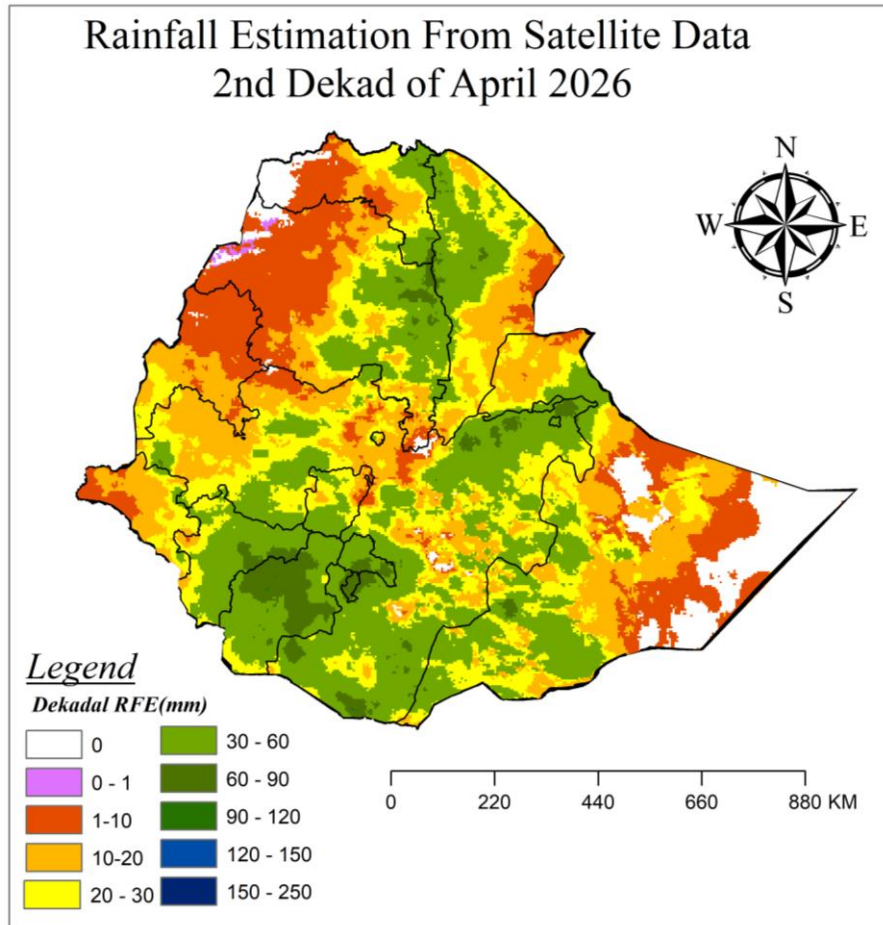 Rainfall Estimation From Satellite Data
2nd Dekad of April 2026
N
W
E
S
Legend
Dekadal RFE(mm)
0
0 - 1
1-10
10-20
20 - 30
30 - 60
60 - 90
90 - 120
120 - 150
150 - 250
0 220 440 660 880 KM